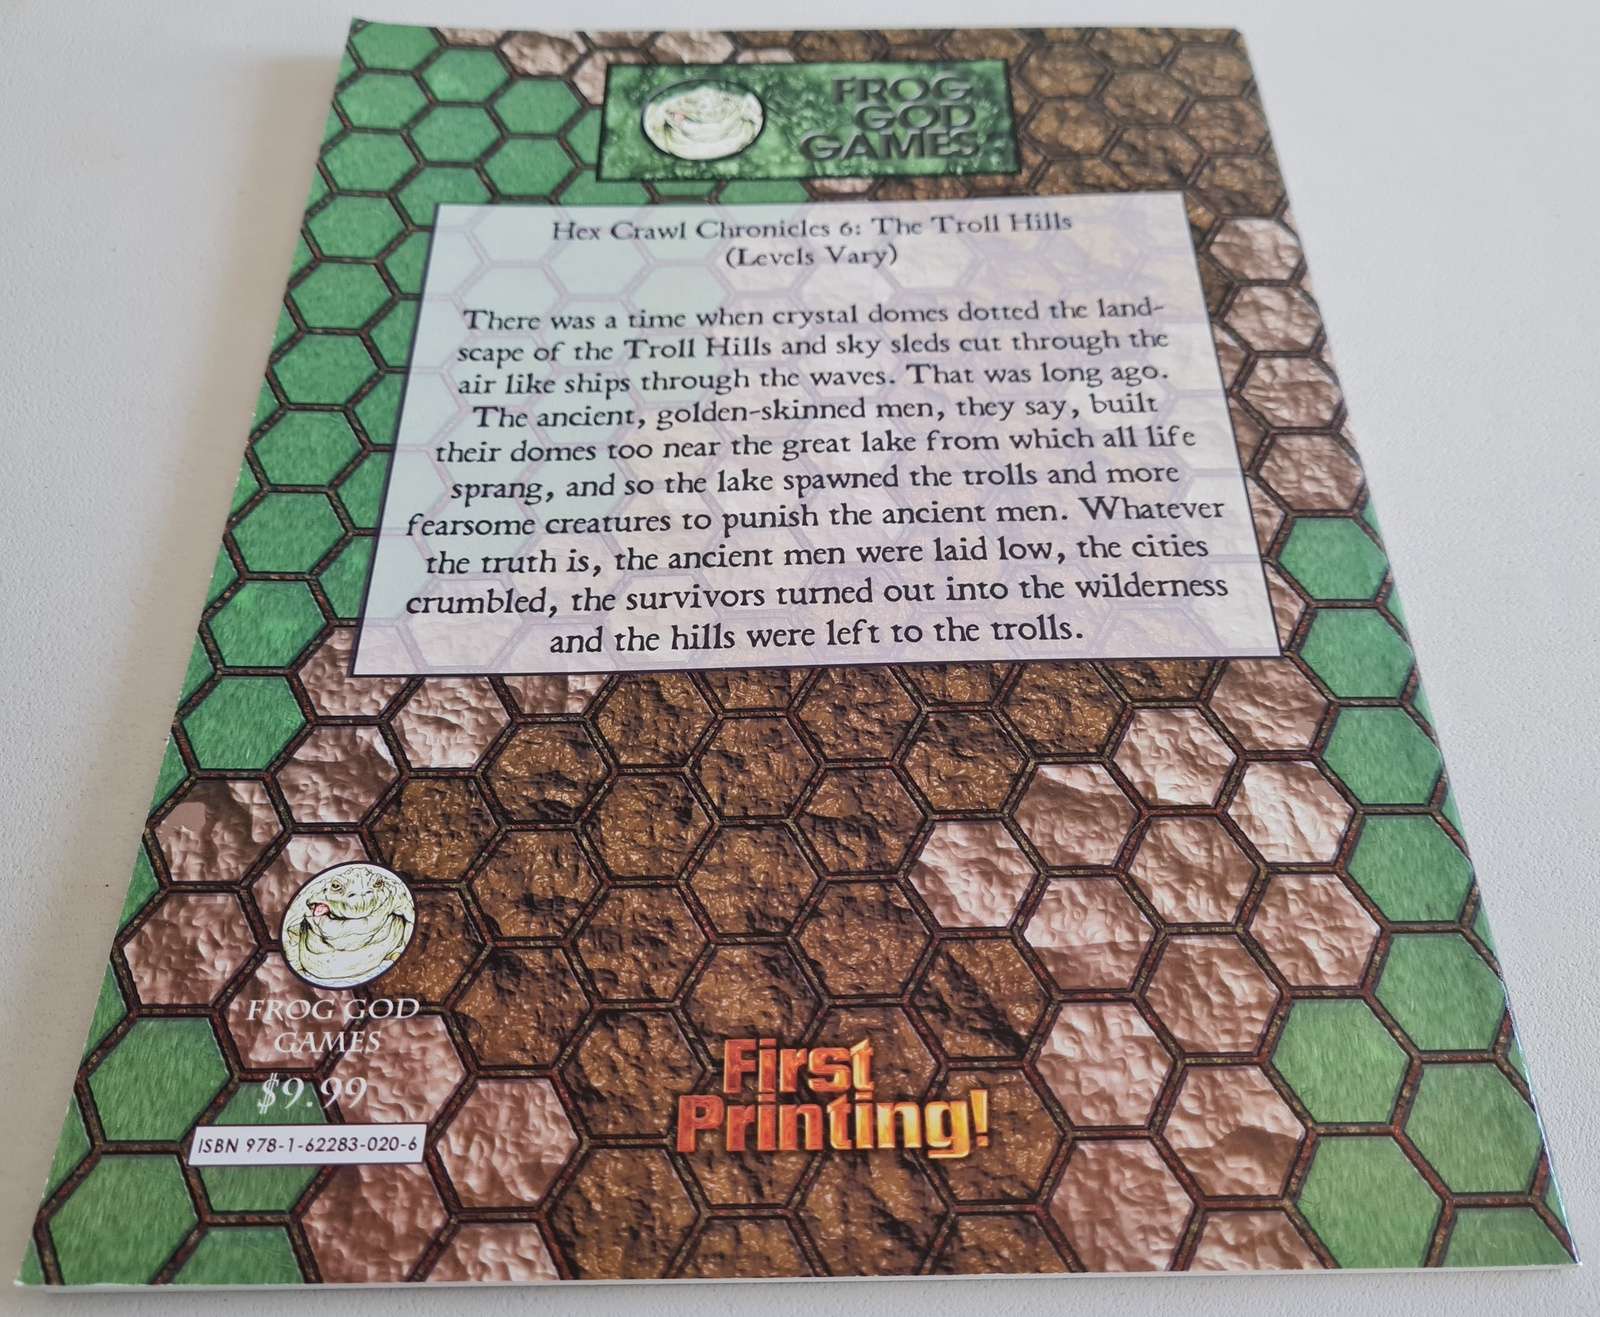 FROG
GOD
GAMES
Hex Crawl Chronicles 6: The Troll Hills
(Levels Vary)
There was a time when crystal domes dotted the land-
scape of the Troll Hills and sky sleds cut through the
air like ships through the waves. That was long ago.
The ancient, golden-skinned men, they say, built
their domes too near the great lake from which all life
sprang, and so the lake spawned the trolls and more
fearsome creatures to punish the ancient men. Whatever
the truth is, the ancient men were laid low, the cities
crumbled, the survivors turned out into the wilderness
and the hills were left to the trolls.
FROG GOD
GAMES
$9.99
ISBN 978-1-62283-020-6
First
Printing!